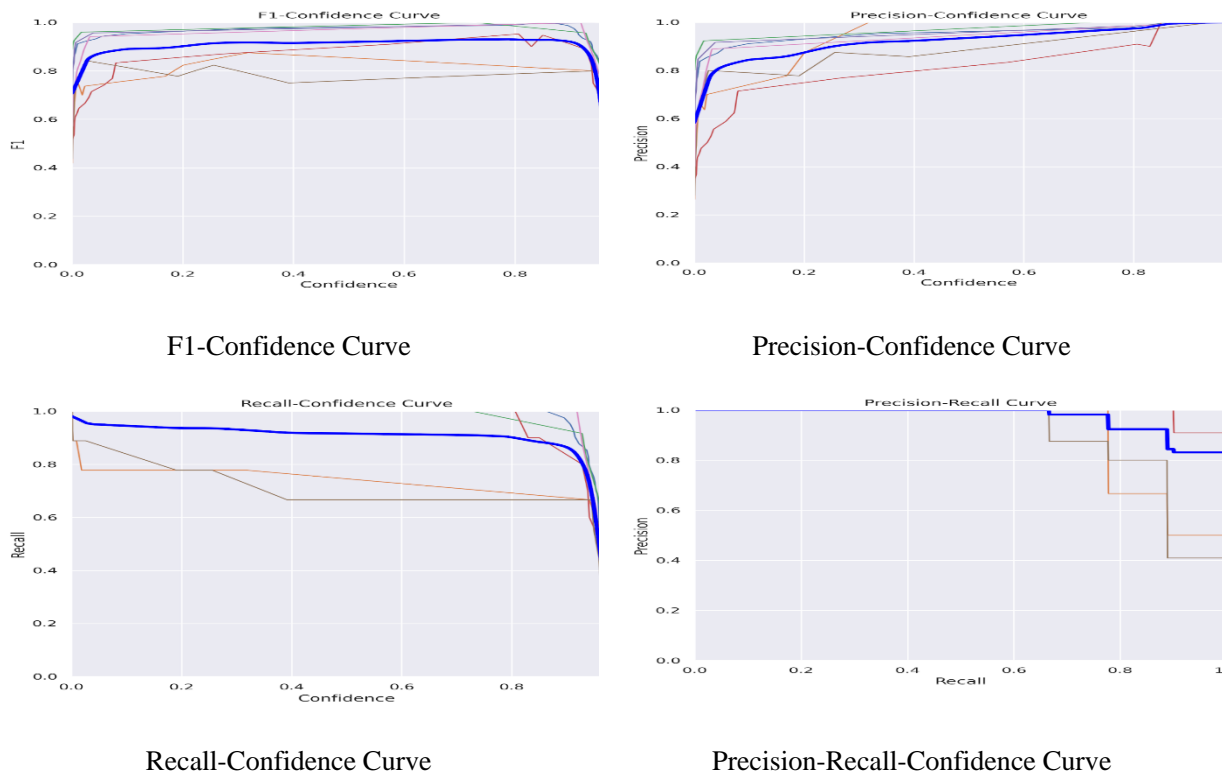 F1-Confidence Curve
1.0
0.8
0.6
0.4
0.2
0.0
F1
0.0 0.2 0.4 0.6 0.8
Confidence
Precision-Confidence Curve
1.0
0.8
0.6
0.4
0.2
0.0
Precision
0.0 0.2 0.4 0.6 0.8
Confidence
F1-Confidence Curve
Precision-Confidence Curve
Recall-Confidence Curve
1.0
0.8
0.6
0.4
0.2
0.0
Recall
0.0 0.2 0.4 0.6 0.8
Confidence
Precision-Recall Curve
1.0
0.8
0.6
0.4
0.2
0.0
Precision
0.0 0.2 0.4 0.6 0.8 1
Recall
Recall-Confidence Curve
Precision-Recall-Confidence Curve